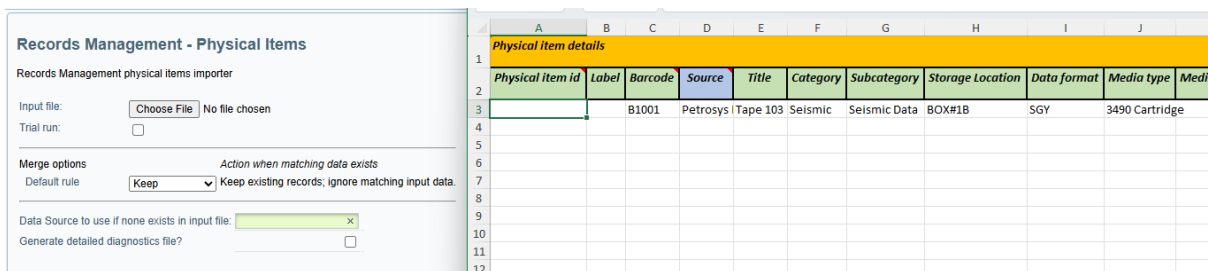 Records Management - Physical Items
Records Management physical items importer
Input file: Choose File No file chosen
Trial run:
Merge options Action when matching data exists
Default rule Keep Keep existing records; ignore matching input data.
Data Source to use if none exists in input file: ×
Generate detailed diagnostics file?
A B C D E F G H I J
1 Physical item details
2 Physical item id Label Barcode Source Title Category Subcategory Storage Location Data format Media type Medi
3 B1001 Petrosys Tape 103 Seismic Seismic Data BOX#1B SGY 3490 Cartridge
4
5
6
7
8
9
10
11
12